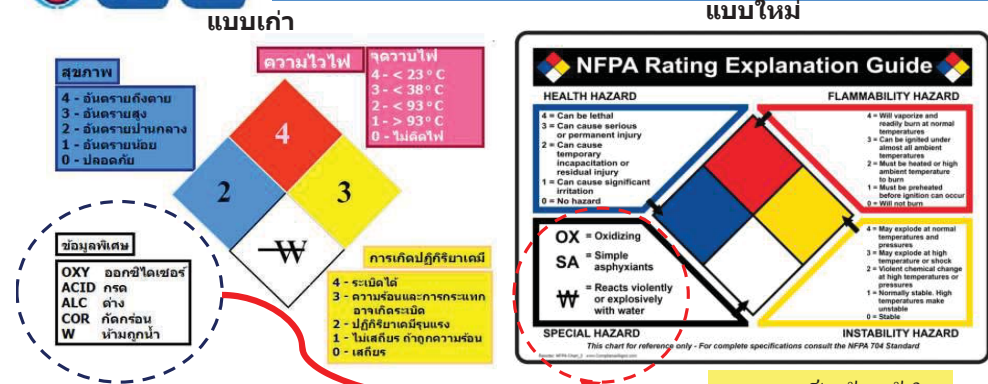 แบบเก่า
แบบใหม่
สุขภาพ
4 - อันตรายถึงตาย
3 - อันตรายสูง
2 - อันตรายปานกลาง
1 - อันตรายน้อย
0 - ปลอดภัย
ความไวไฟ
จุดวาบไฟ
4 - < 23 ° C
3 - < 38 ° C
2 - < 93 ° C
1 - > 93 ° C
0 - ไม่ติดไฟ
4
2
3
W
ข้อมูลพิเศษ
OXY ออกซิไดเซอร์
ACID กรด
ALC ด่าง
COR กัดกร่อน
W ห้ามถูกน้ำ
การเกิดปฏิกิริยาเคมี
4 - ระเบิดได้
3 - ความร้อนและการกระแทก
อาจเกิดระเบิด
2 - ปฏิกิริยาเคมีรุนแรง
1 - ไม่เสถียร ถ้าถูกความร้อน
0 - เสถียร
NFPA Rating Explanation Guide
HEALTH HAZARD
4 = Can be lethal
3 = Can cause serious
or permanent injury
2 = Can cause
temporary
incapacitation or
residual injury
1 = Can cause significant
irritation
0 = No hazard
FLAMMABILITY HAZARD
4 = Will vaporize and
readily burn at normal
temperatures
3 = Can be ignited under
almost all ambient
temperatures
2 = Must be heated or high
ambient temperature
to burn
1 = Must be preheated
before ignition can occur
0 = Will not burn
OX = Oxidizing
SA = Simple
asphyxiants
W = Reacts violently
or explosively
with water
SPECIAL HAZARD
4 = May explode at normal
temperatures and
pressures
3 = May explode at high
temperature or shock
2 = Violent chemical change
at high temperatures or
pressures
1 = Normally stable. High
temperatures make
unstable
0 = Stable
INSTABILITY HAZARD
This chart for reference only - For complete specifications consult the NFPA 704 Standard